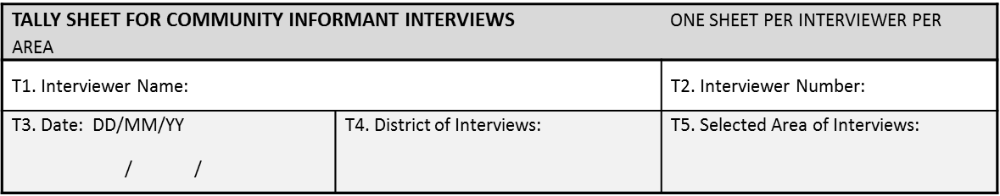 TALLY SHEET FOR COMMUNITY INFORMANT INTERVIEWS ONE SHEET PER INTERVIEWER PER
AREA
T1. Interviewer Name: T2. Interviewer Number:
T3. Date: DD/MM/YY T4. District of Interviews: T5. Selected Area of Interviews:
/ /